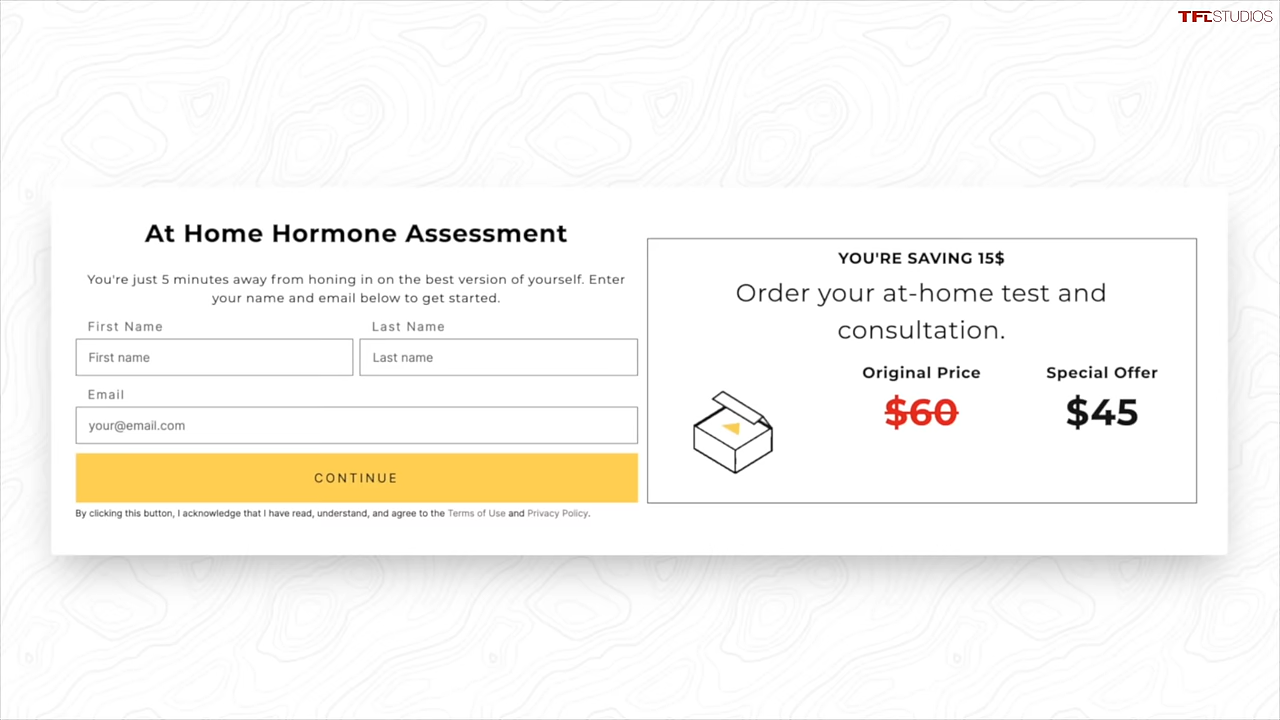 TFLSTUDIOS
At Home Hormone Assessment
You're just 5 minutes away from honing in on the best version of yourself. Enter
your name and email below to get started.
First Name
Last Name
First name
Last name
Email
your@email.com
CONTINUE
By clicking this button, I acknowledge that I have read, understand, and agree to the Terms of Use and Privacy Policy.
YOU'RE SAVING 15$
Order your at-home test and
consultation.
Original Price
Special Offer
$60
$45